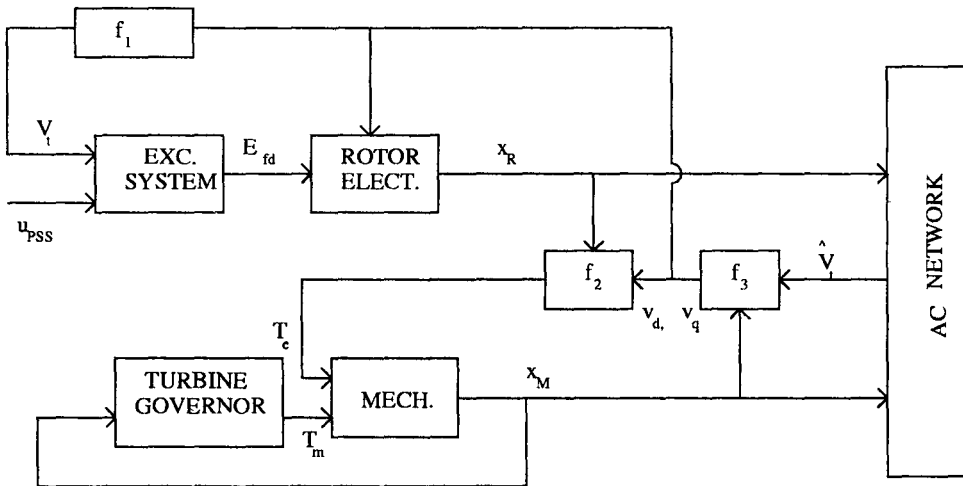 f1
Vt
EXC.
SYSTEM
Efd
ROTOR
ELECT.
xR
uPSS
f2
vd, vq
f3
^Vt
AC NETWORK
Te
TURBINE
GOVERNOR
Tm
MECH.
xM